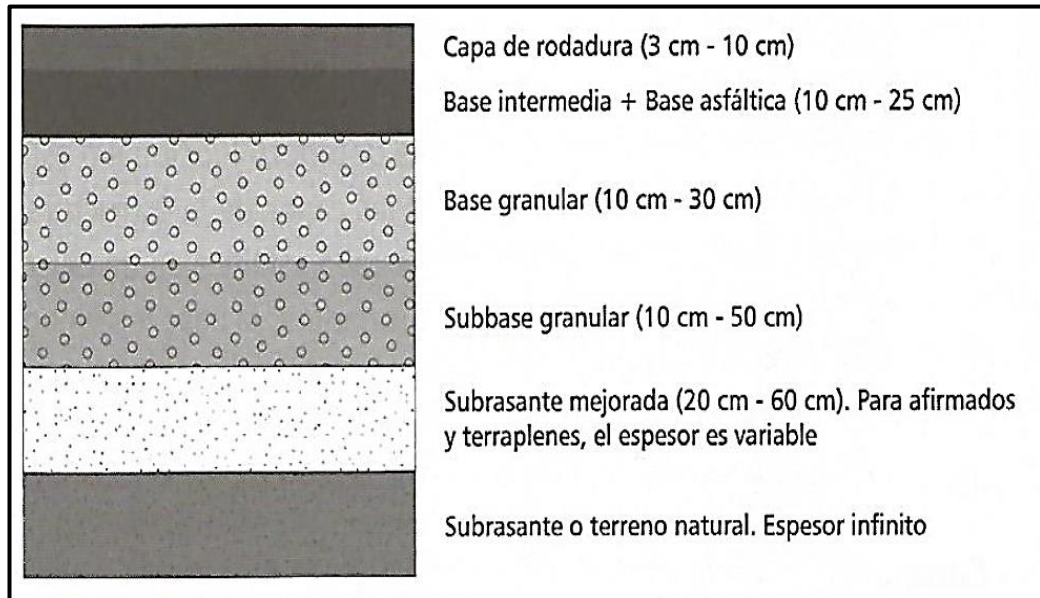 Capa de rodadura (3 cm - 10 cm)
Base intermedia + Base asfáltica (10 cm - 25 cm)
Base granular (10 cm - 30 cm)
Subbase granular (10 cm - 50 cm)
Subrasante mejorada (20 cm - 60 cm). Para afirmados
y terraplenes, el espesor es variable
Subrasante o terreno natural. Espesor infinito